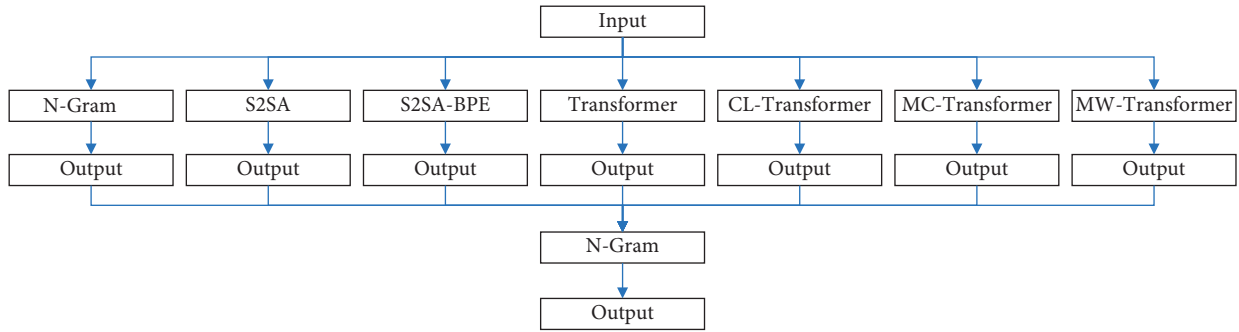 Input
N-Gram
S2SA
S2SA-BPE
Transformer
CL-Transformer
MC-Transformer
MW-Transformer
Output
Output
Output
Output
Output
Output
Output
N-Gram
Output